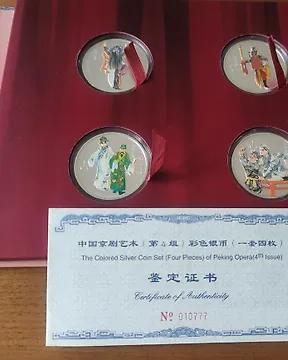 中国京剧艺术（第4组）彩色银币（一套四枚）
The Colored Silver Coin Set (Four Pieces) of Peking Opera(4th Issue)
鉴定证书
Certificate of Authenticity
№ 010777